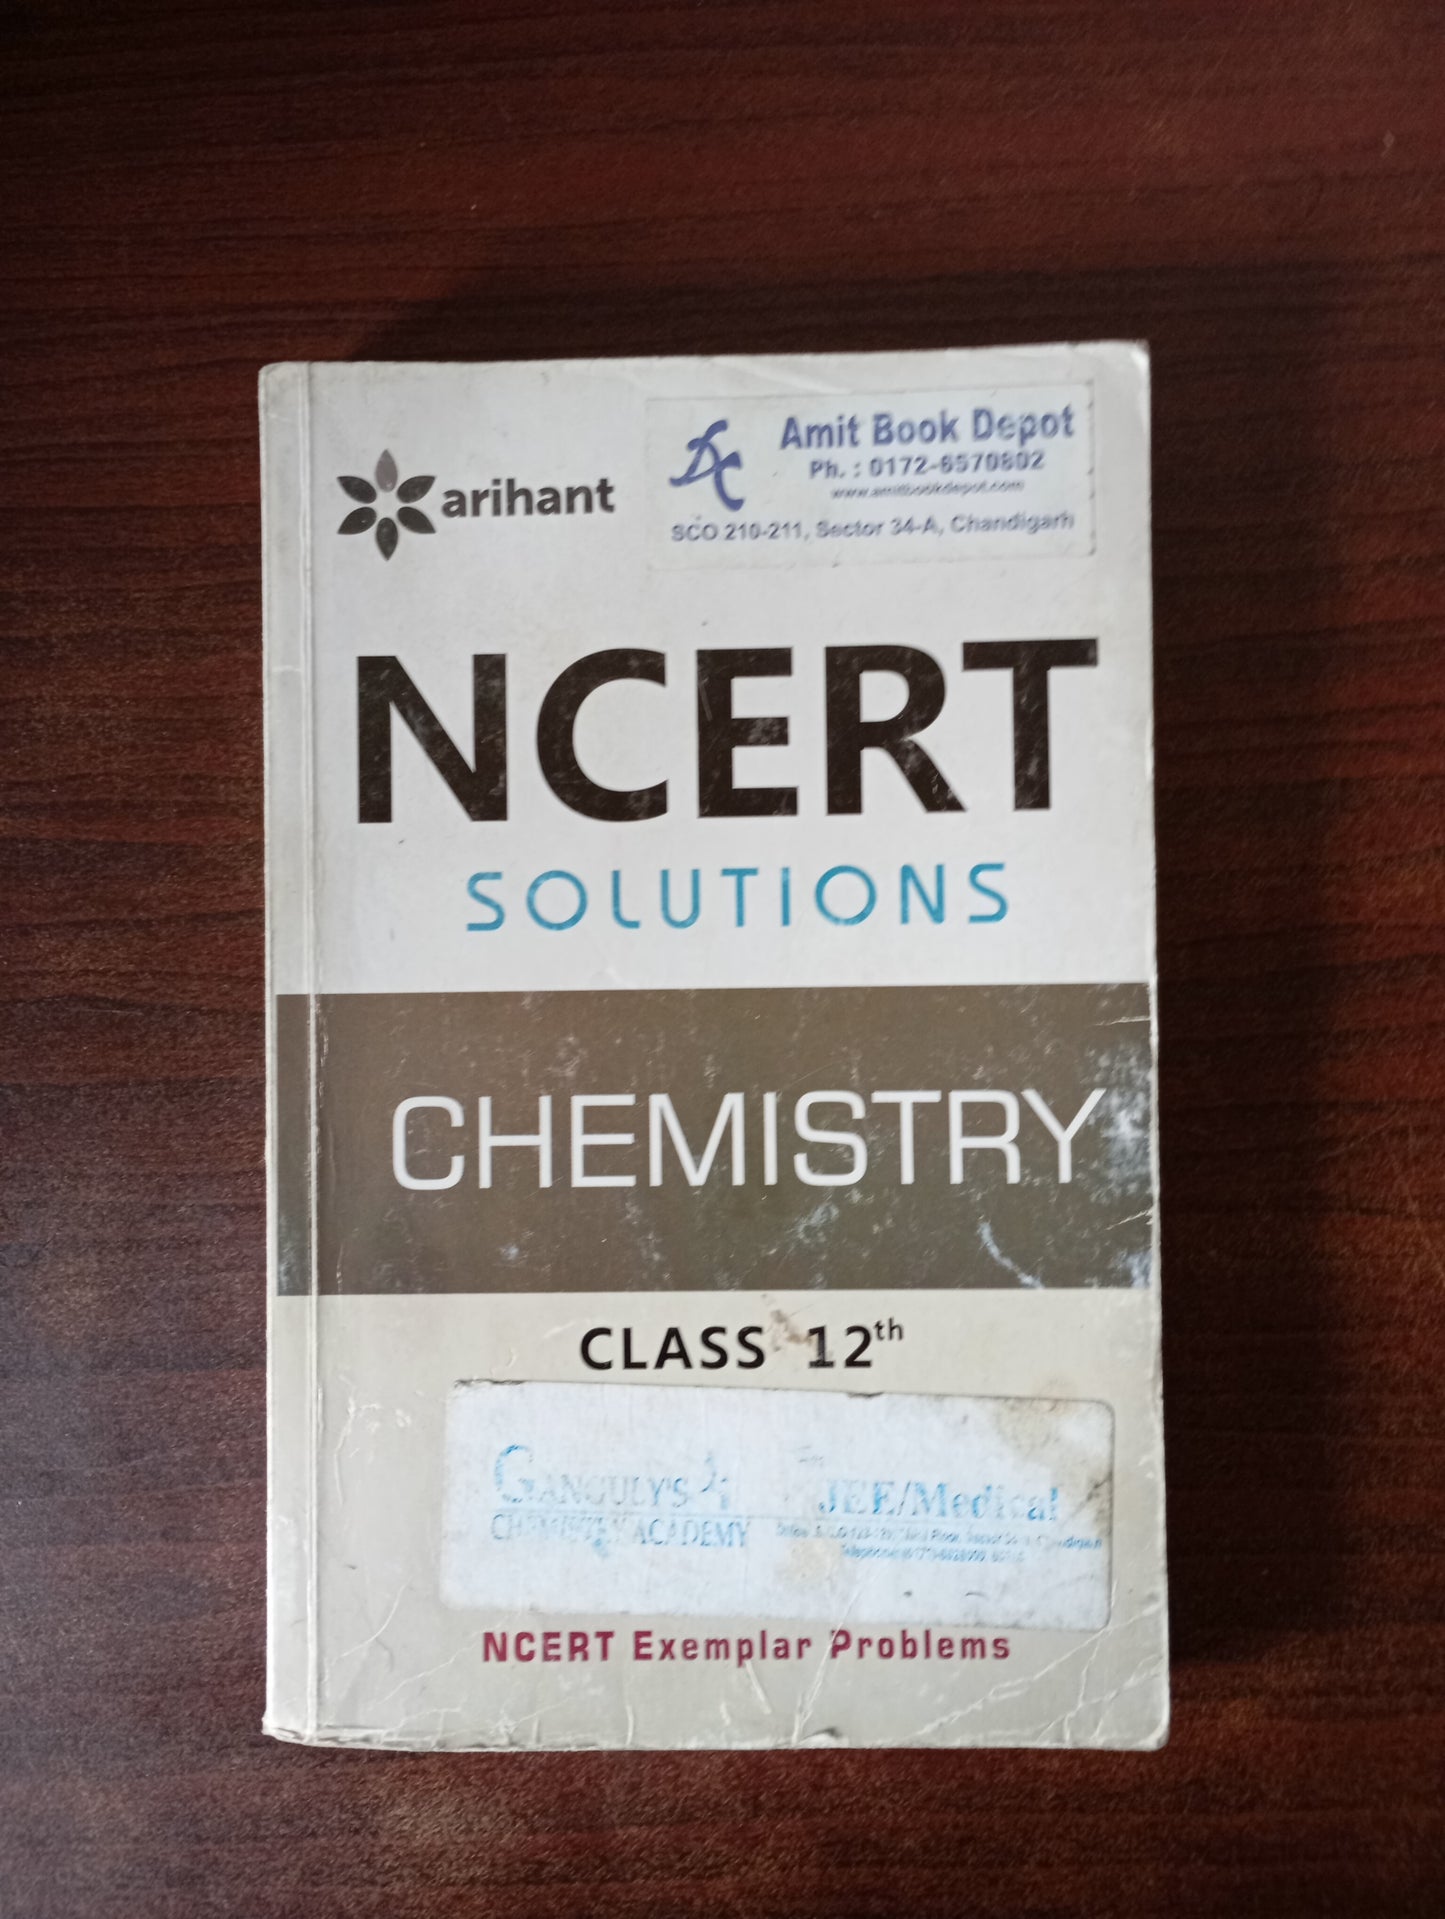 arihant
Amit Book Depot
Ph. : 0172-6570802
www.amitbookdepot.com
SCO 210-211, Sector 34-A, Chandigarh
NCERT
SOLUTIONS
CHEMISTRY
CLASS 12th
GANGULY'S
CHEMISTRY ACADEMY
JEE/Medical
NCERT Exemplar Problems